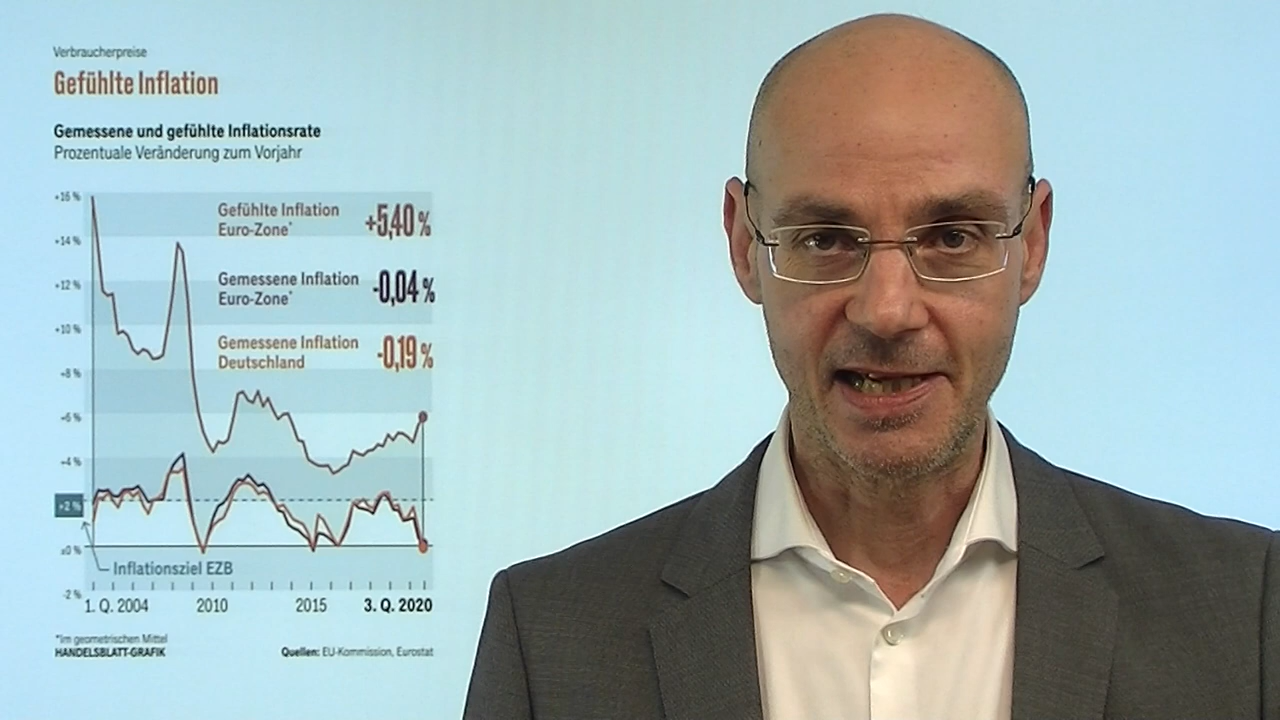 Verbraucherpreise
Gefühlte Inflation
Gemessene und gefühlte Inflationsrate
Prozentuale Veränderung zum Vorjahr
+16 %
+14 %
+12 %
+10 %
+8 %
+6 %
+4 %
+2 %
±0 %
-2 %
Gefühlte Inflation
Euro-Zone*
+5,40 %
Gemessene Inflation
Euro-Zone*
-0,04 %
Gemessene Inflation
Deutschland
-0,19 %
Inflationsziel EZB
1. Q. 2004 2010 2015 3. Q. 2020
*Im geometrischen Mittel
HANDELSBLATT-GRAFIK
Quellen: EU-Kommission, Eurostat